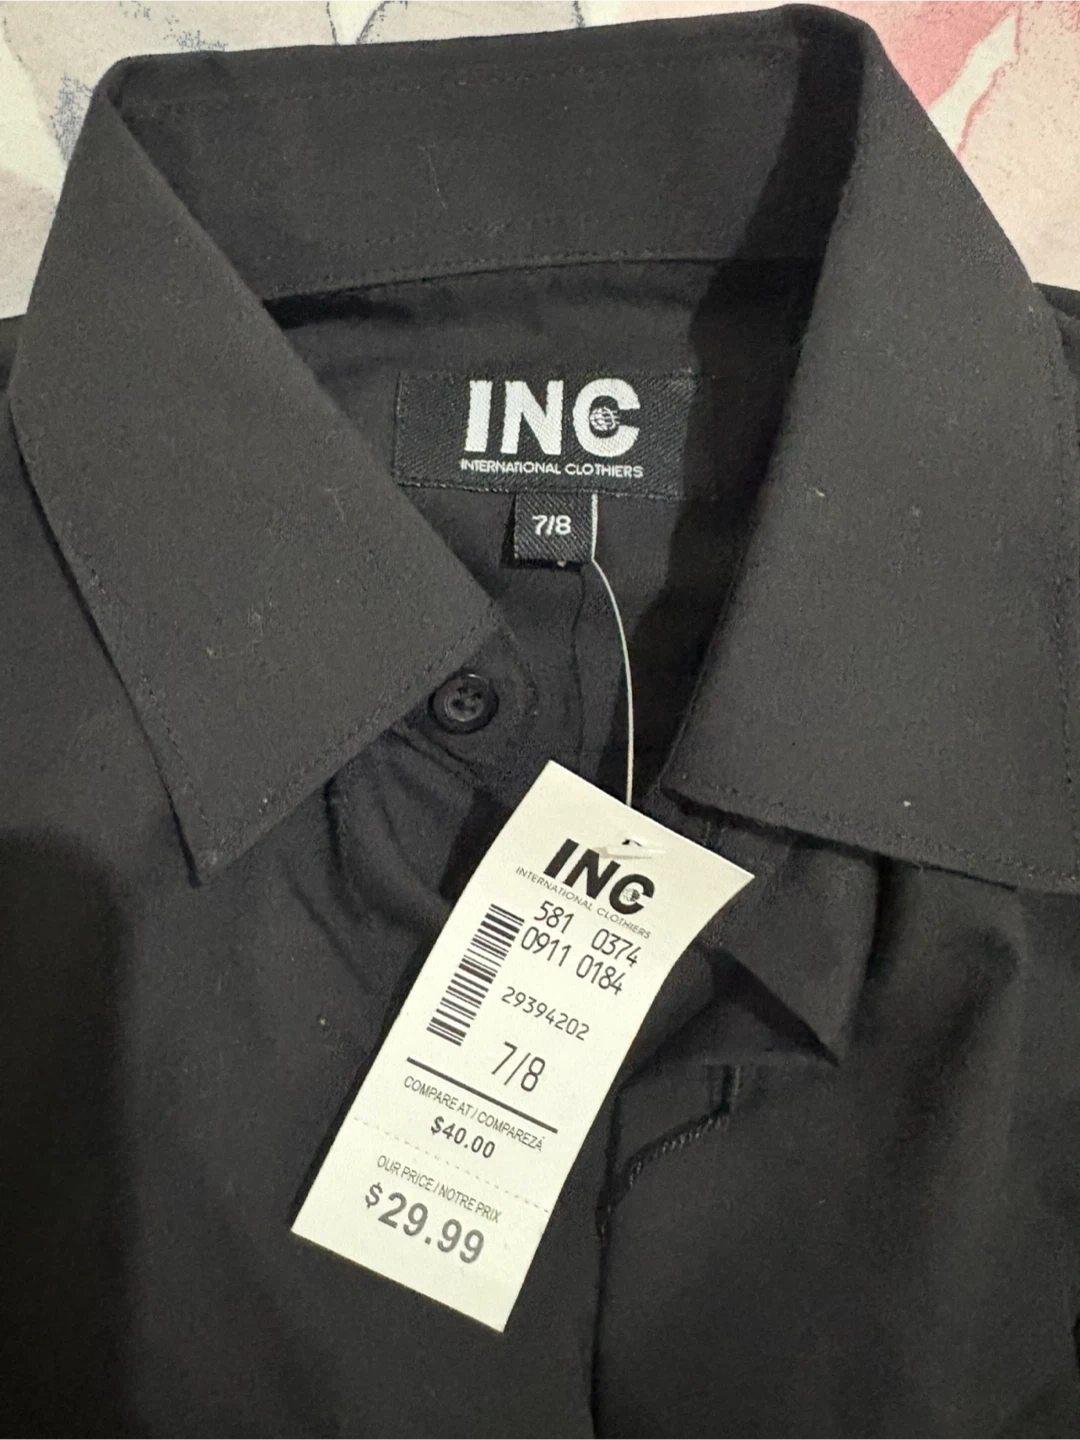 INC
INTERNATIONAL CLOTHIERS
7/8
INC
INTERNATIONAL CLOTHIERS
581 0374
0911 0184
29394202
7/8
COMPARE AT / COMPAREZ À
$40.00
OUR PRICE / NOTRE PRIX
$29.99